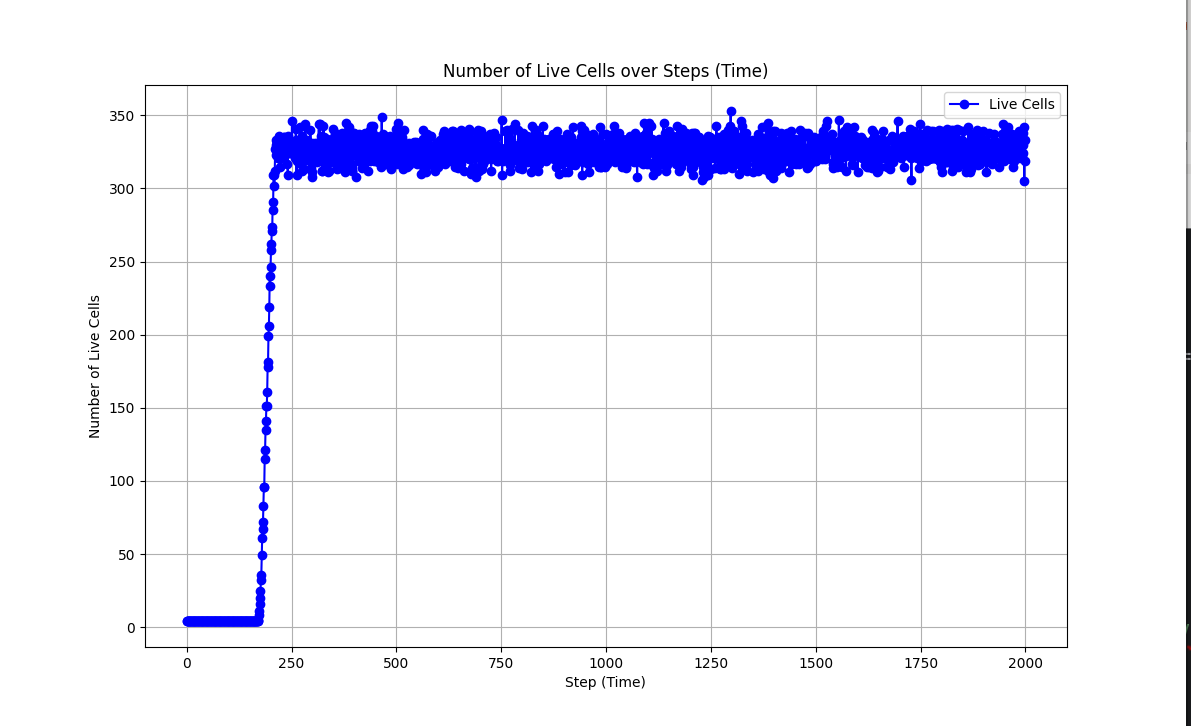 Number of Live Cells over Steps (Time)
Live Cells
350
300
250
200
150
100
50
0
Number of Live Cells
0 250 500 750 1000 1250 1500 1750 2000
Step (Time)